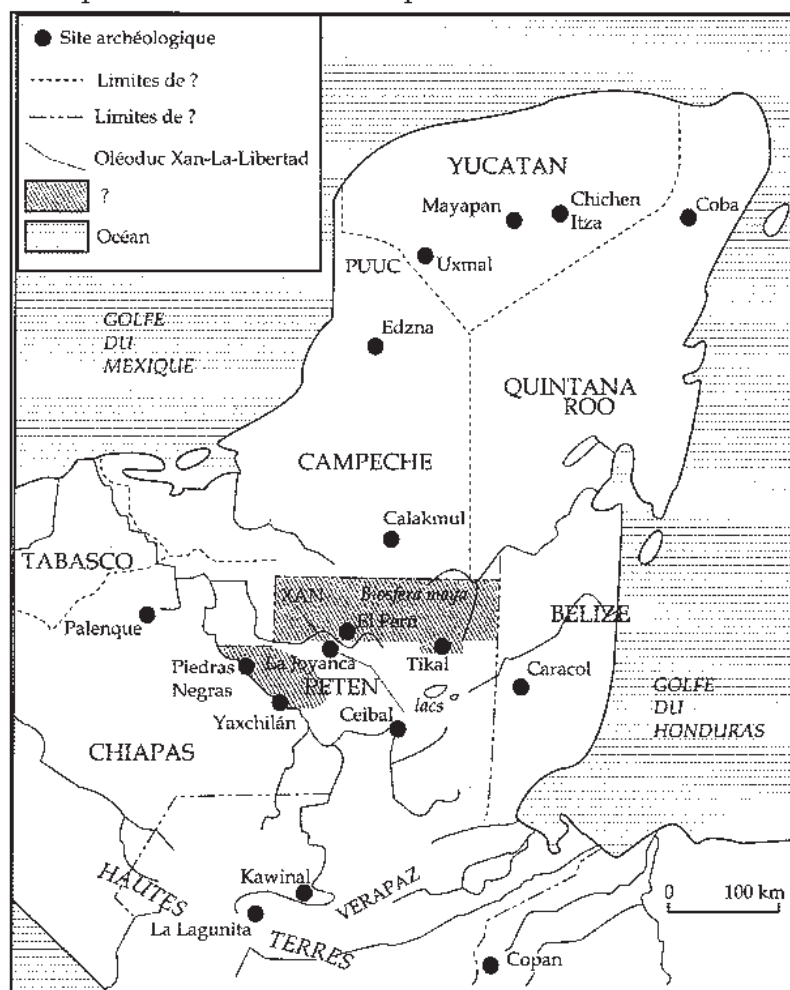 Site archéologique
Limites de ?
Limites de ?
Oléoduc Xan-La-Libertad
?
Océan
YUCATAN
Mayapan
Chichen
Itza
Coba
PUUC
Uxmal
GOLFE
DU
MEXIQUE
Edzna
QUINTANA
ROO
CAMPECHE
Calakmul
TABASCO
XAN
Biosfera maya
BELIZE
Palenque
El Perú
La Joyanca
Tikal
Piedras
Negras
PETEN
Caracol
lacs
Yaxchilán
Ceibal
GOLFE
DU
HONDURAS
CHIAPAS
HAUTES
Kawinal
VERAPAZ
0 100 km
La Lagunita
TERRES
Copan